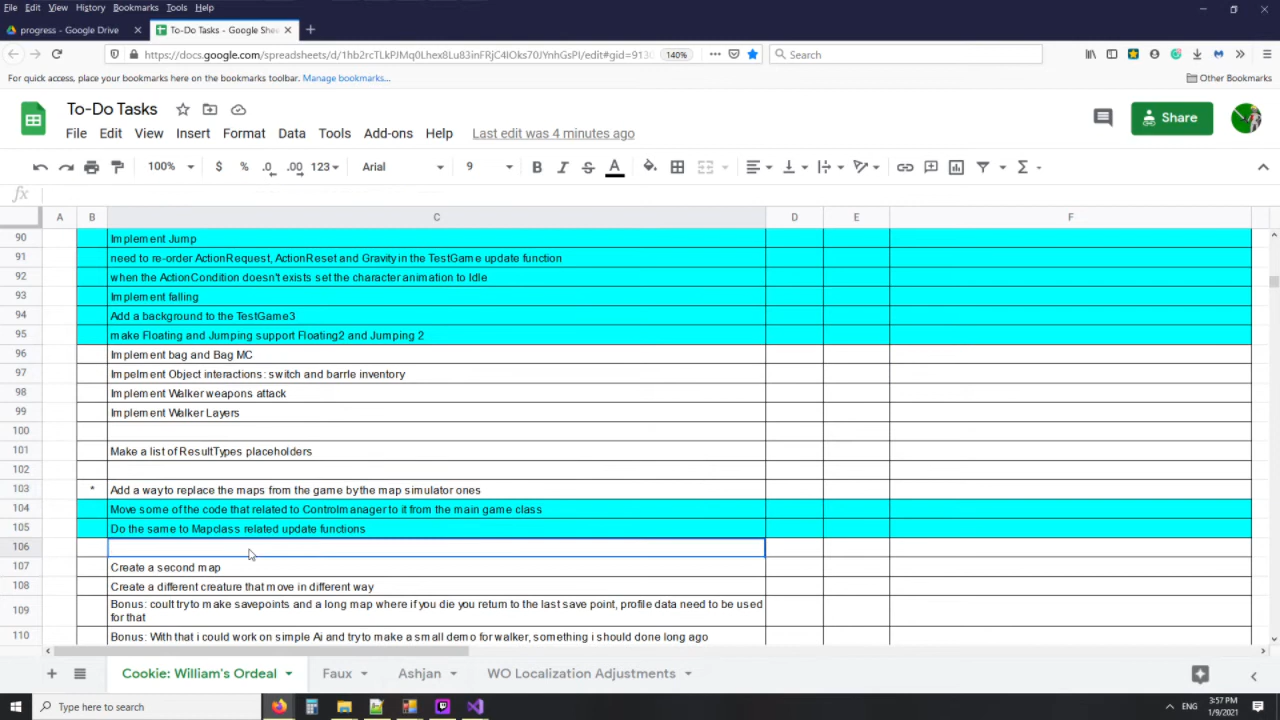 File Edit View History Bookmarks Tools Help
progress - Google Drive
To-Do Tasks - Google Shee
140%
Search
For quick access, place your bookmarks here on the bookmarks toolbar. Manage bookmarks...
Other Bookmarks
To-Do Tasks
File Edit View Insert Format Data Tools Add-ons Help Last edit was 4 minutes ago
Share
100% $ % .0 .00 123 Arial 9 B I S A
fx
A B C D E F
90 Implement Jump
91 need to re-order ActionRequest, ActionReset and Gravity in the TestGame update function
92 when the ActionCondition doesn't exists set the character animation to Idle
93 Implement falling
94 Add a background to the TestGame3
95 make Floating and Jumping support Floating2 and Jumping 2
96 Implement bag and Bag MC
97 Impelmnt Object interactions: switch and barrle inventory
98 Implement Walker weapons attack
99 Implement Walker Layers
100
101 Make a list of ResultTypes placeholders
102
103 * Add a way to replace the maps from the game by the map simulator ones
104 Move some of the code that related to Controlmanager to it from the main game class
105 Do the same to Mapclass related update functions
106
107 Create a second map
108 Create a different creature that move in different way
109 Bonus: coult try to make savepoints and a long map where if you die you return to the last save point, profile data need to be used
for that
110 Bonus: With that i could work on simple Ai and try to make a small demo for walker, something i should done long ago
Cookie: William's Ordeal Faux Ashjan WO Localization Adjustments
Type here to search
ENG
3:57 PM
1/9/2021